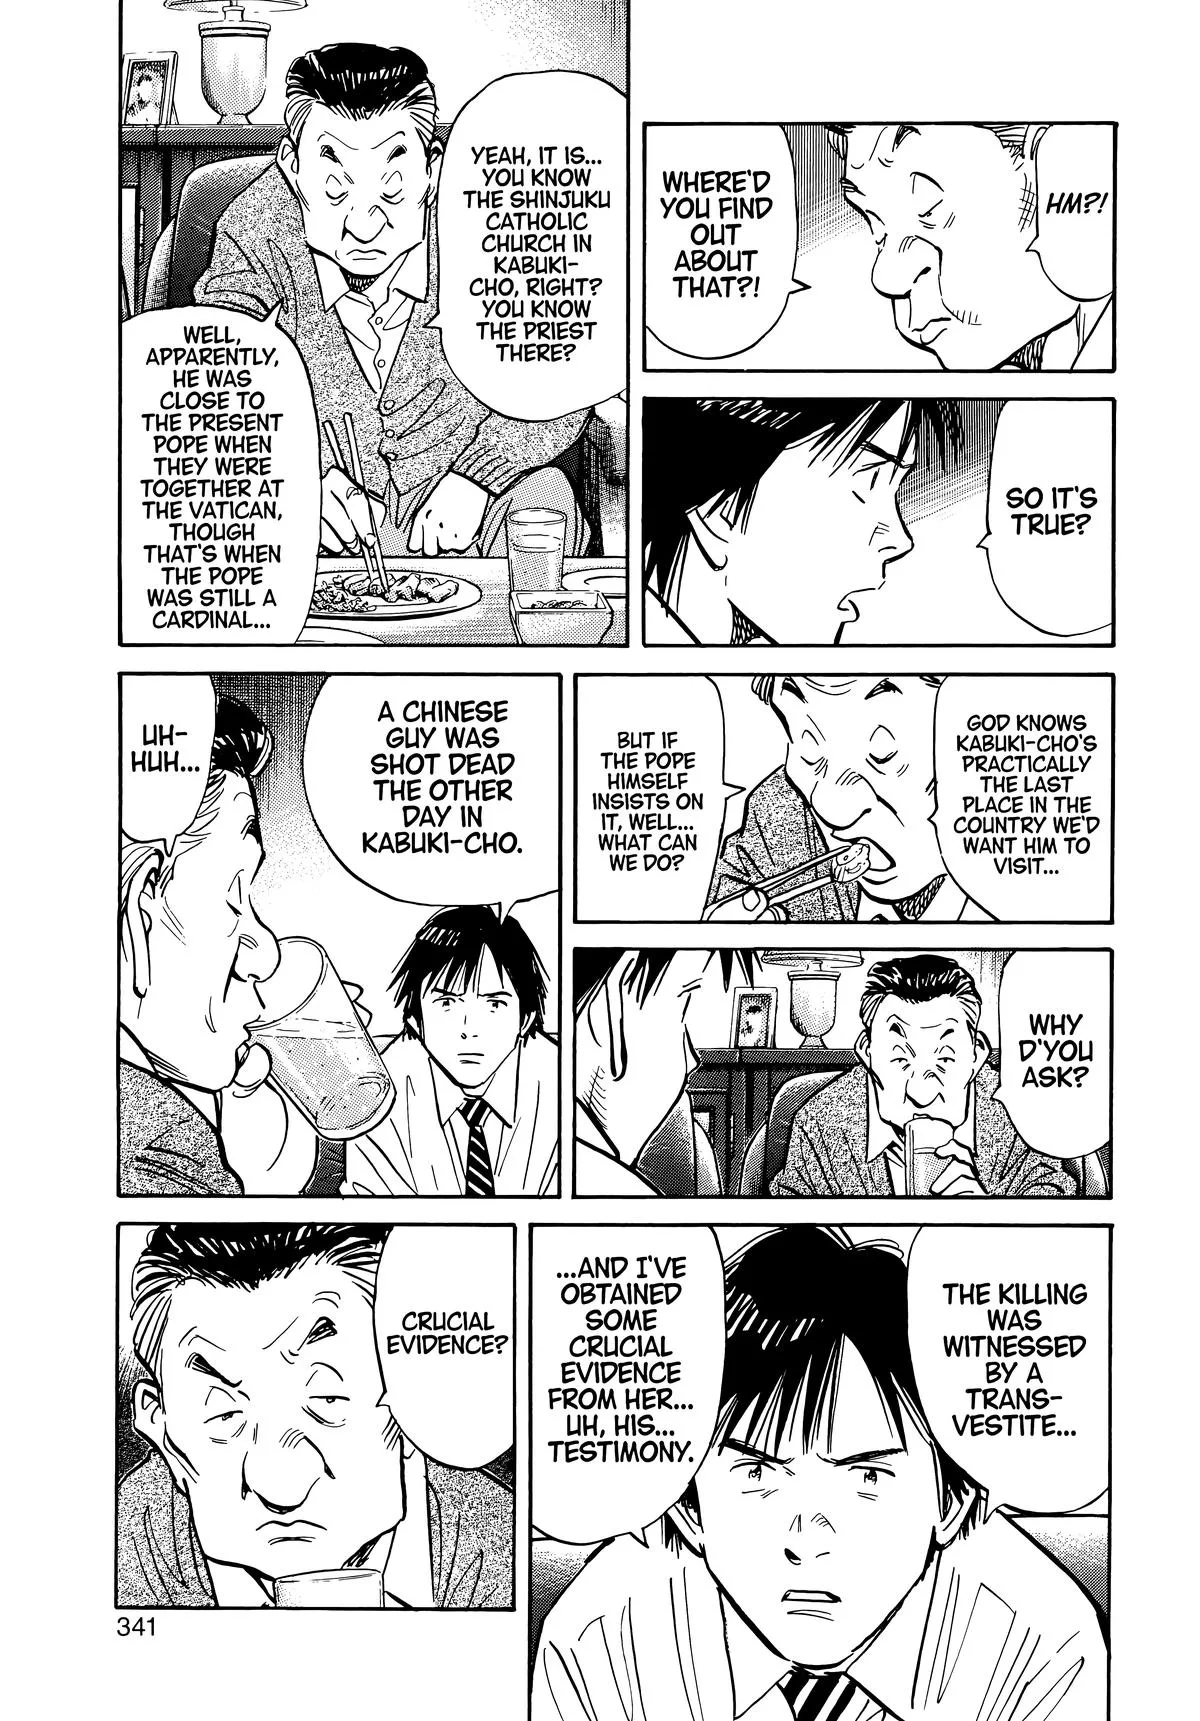 HM?!
WHERE'D
YOU FIND
OUT
ABOUT
THAT?!
SO IT'S
TRUE?
YEAH, IT IS...
YOU KNOW
THE SHINJUKU
CATHOLIC
CHURCH IN
KABUKI-
CHO, RIGHT?
YOU KNOW
THE PRIEST
THERE?
WELL,
APPARENTLY,
HE WAS
CLOSE TO
THE PRESENT
POPE WHEN
THEY WERE
TOGETHER AT
THE VATICAN,
THOUGH
THAT'S WHEN
THE POPE
WAS STILL A
CARDINAL...
GOD KNOWS
KABUKI-CHO'S
PRACTICALLY
THE LAST
PLACE IN THE
COUNTRY WE'D
WANT HIM TO
VISIT...
BUT IF
THE POPE
HIMSELF
INSISTS ON
IT, WELL...
WHAT CAN
WE DO?
A CHINESE
GUY WAS
SHOT DEAD
THE OTHER
DAY IN
KABUKI-CHO.
UH-
HUH...
WHY
D'YOU
ASK?
THE KILLING
WAS
WITNESSED
BY A
TRANS-
VESTITE...
...AND I'VE
OBTAINED
SOME
CRUCIAL
EVIDENCE
FROM HER...
UH, HIS...
TESTIMONY.
CRUCIAL
EVIDENCE?
341